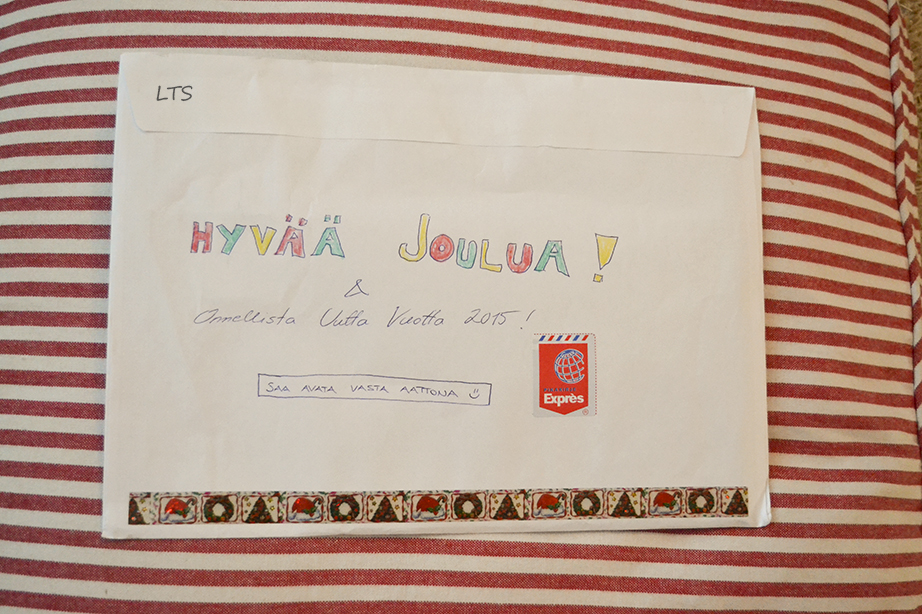 LTS
HYVÄÄ JOULUA!
&
Onnellista Uutta Vuotta 2015!
SAA AVATA VASTA AATTONA :)
Exprès